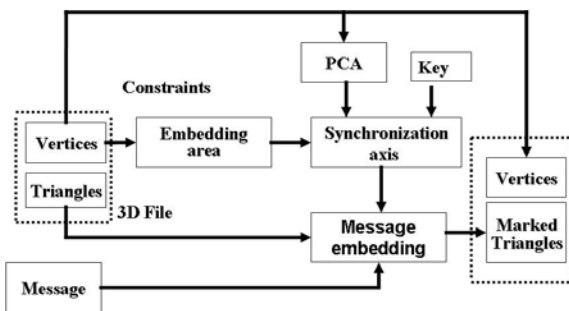 PCA
Key
Constraints
Vertices
Embedding
area
Synchronization
axis
Triangles
3D File
Message
embedding
Vertices
Marked
Triangles
Message